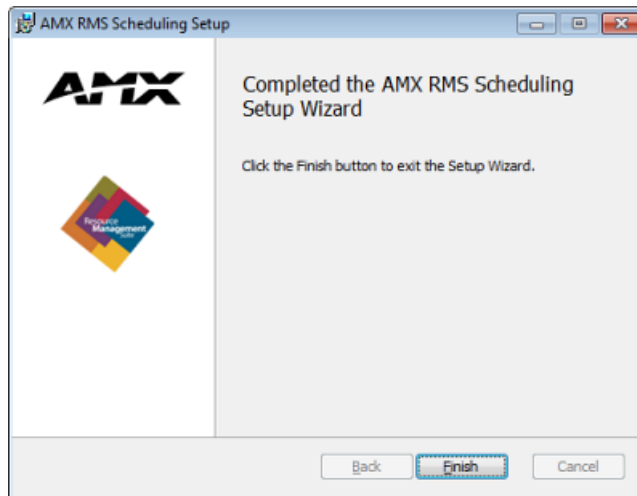 AMX RMS Scheduling Setup
AMX
Completed the AMX RMS Scheduling
Setup Wizard
Click the Finish button to exit the Setup Wizard.
Resource
Management
Suite
Back
Finish
Cancel